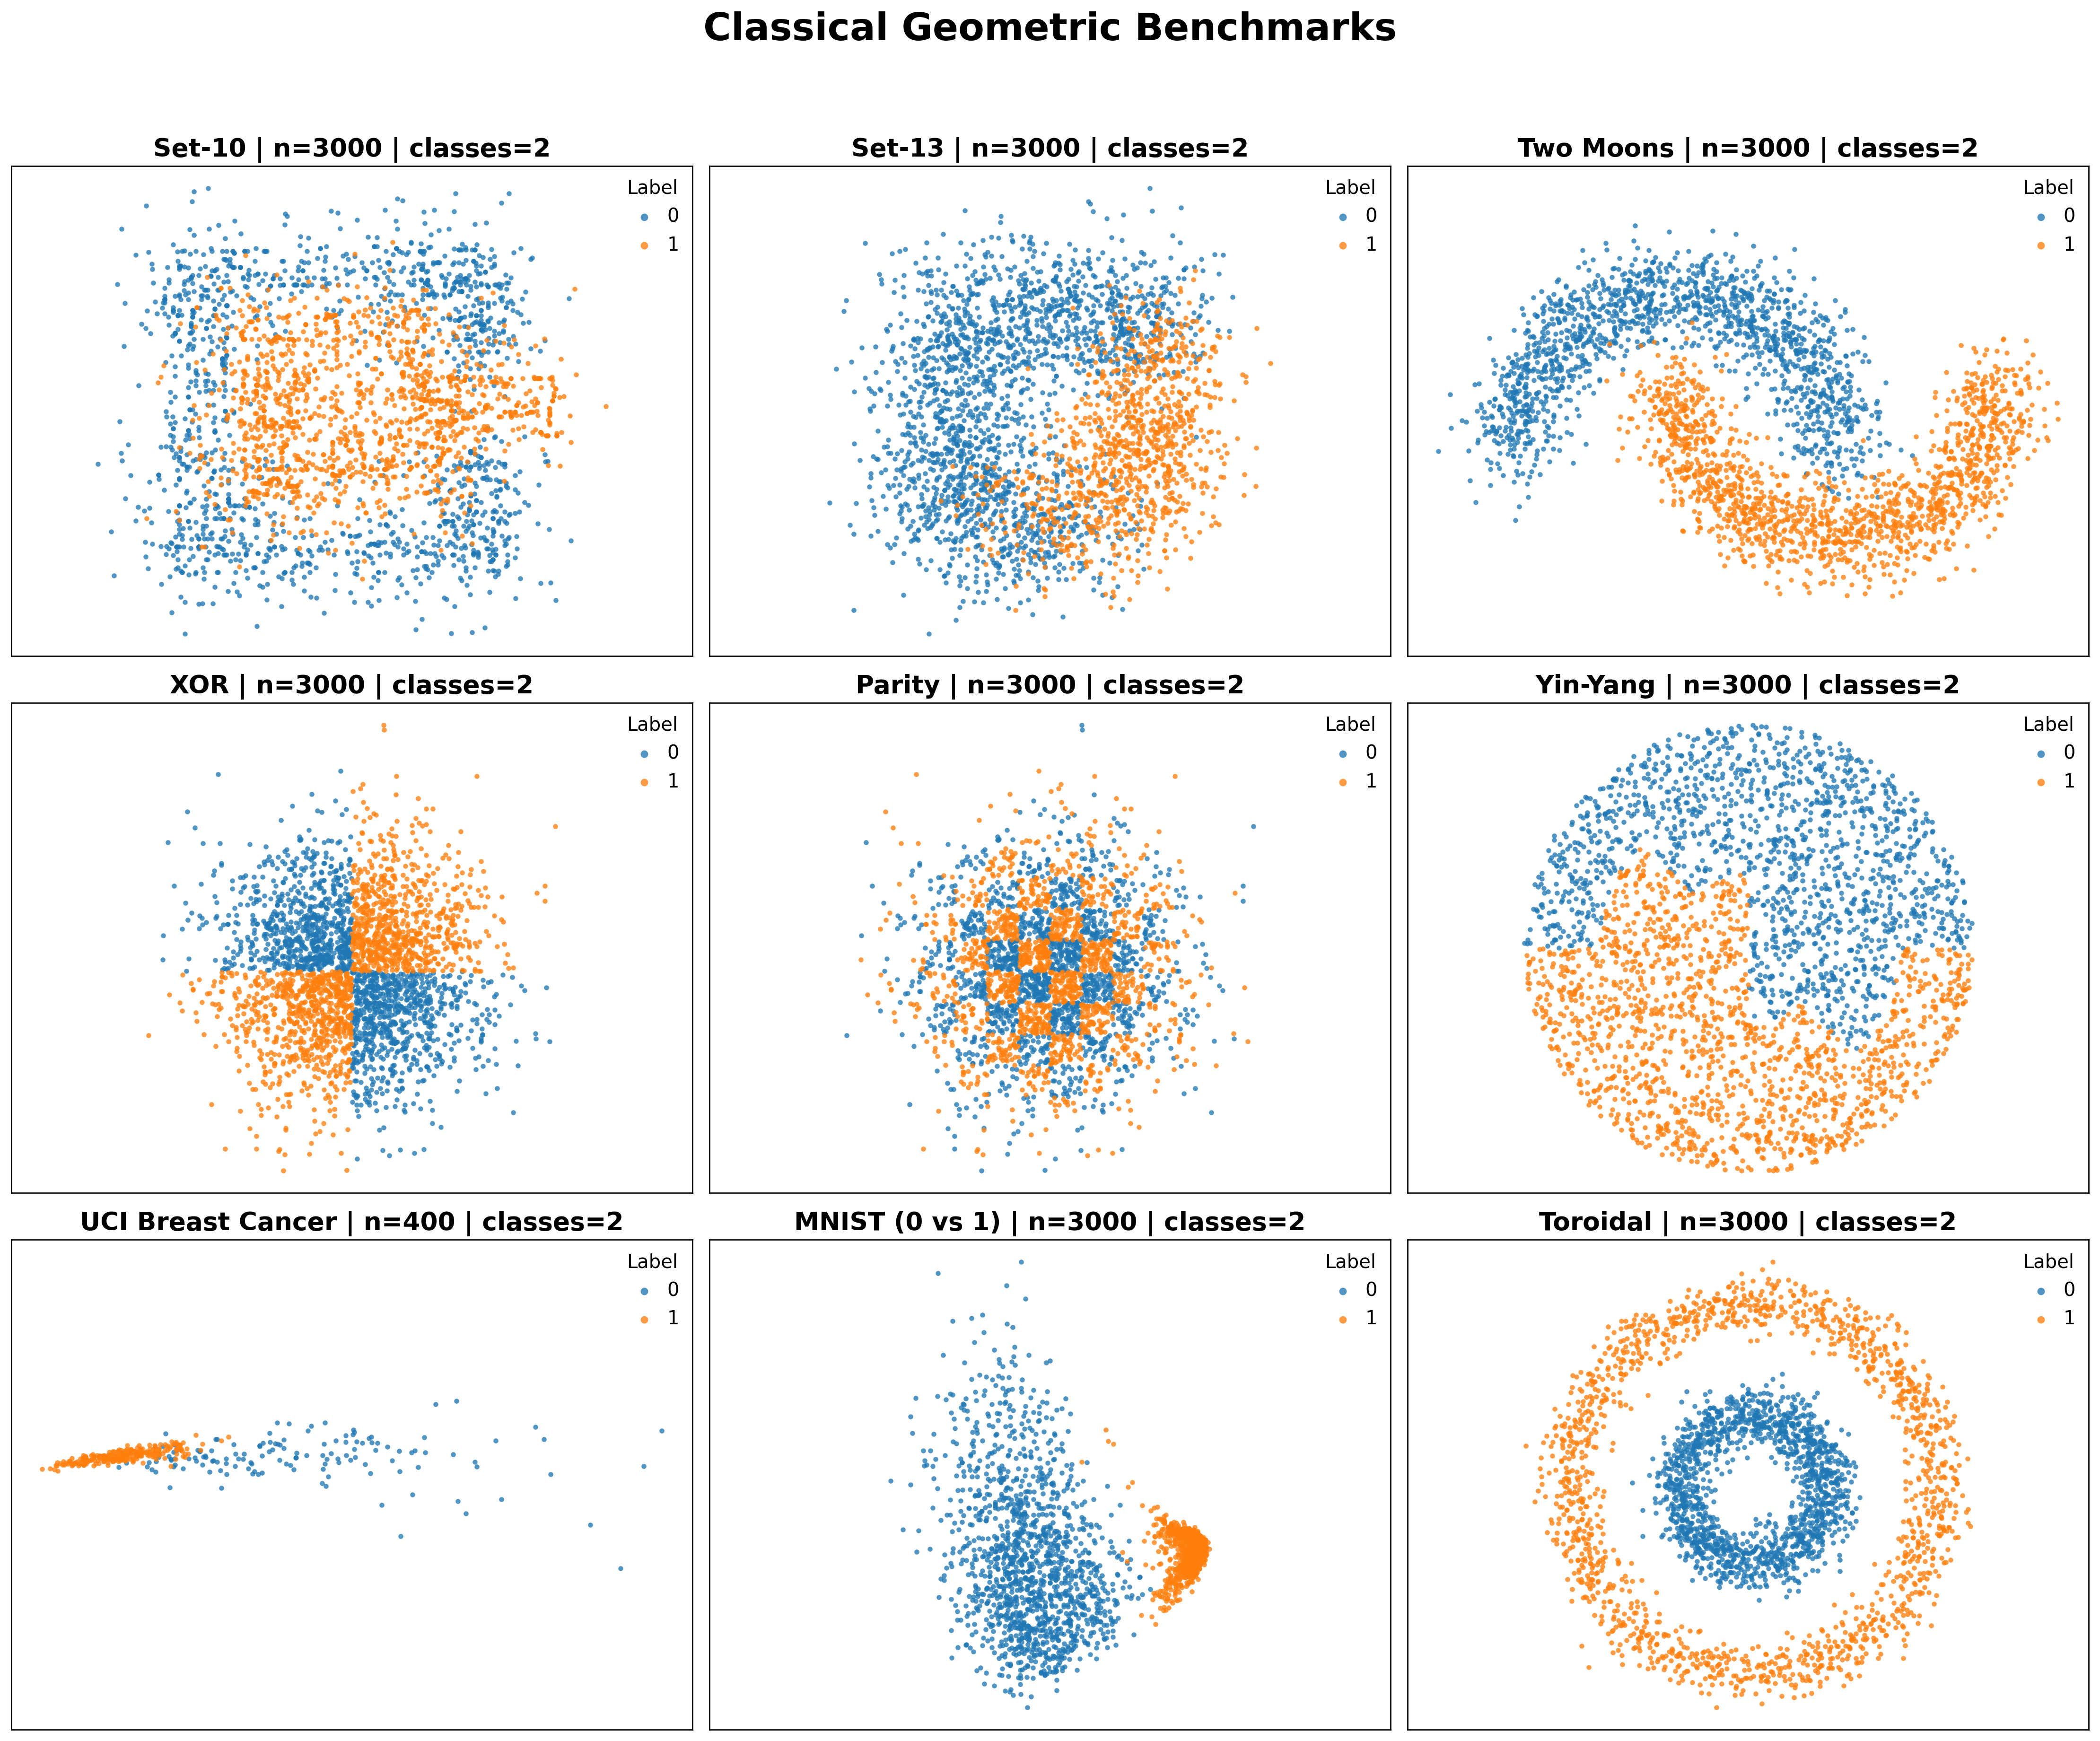 Classical Geometric Benchmarks
Set-10 | n=3000 | classes=2
Label
0
1
Set-13 | n=3000 | classes=2
Label
0
1
Two Moons | n=3000 | classes=2
Label
0
1
XOR | n=3000 | classes=2
Label
0
1
Parity | n=3000 | classes=2
Label
0
1
Yin-Yang | n=3000 | classes=2
Label
0
1
UCI Breast Cancer | n=400 | classes=2
Label
0
1
MNIST (0 vs 1) | n=3000 | classes=2
Label
0
1
Toroidal | n=3000 | classes=2
Label
0
1